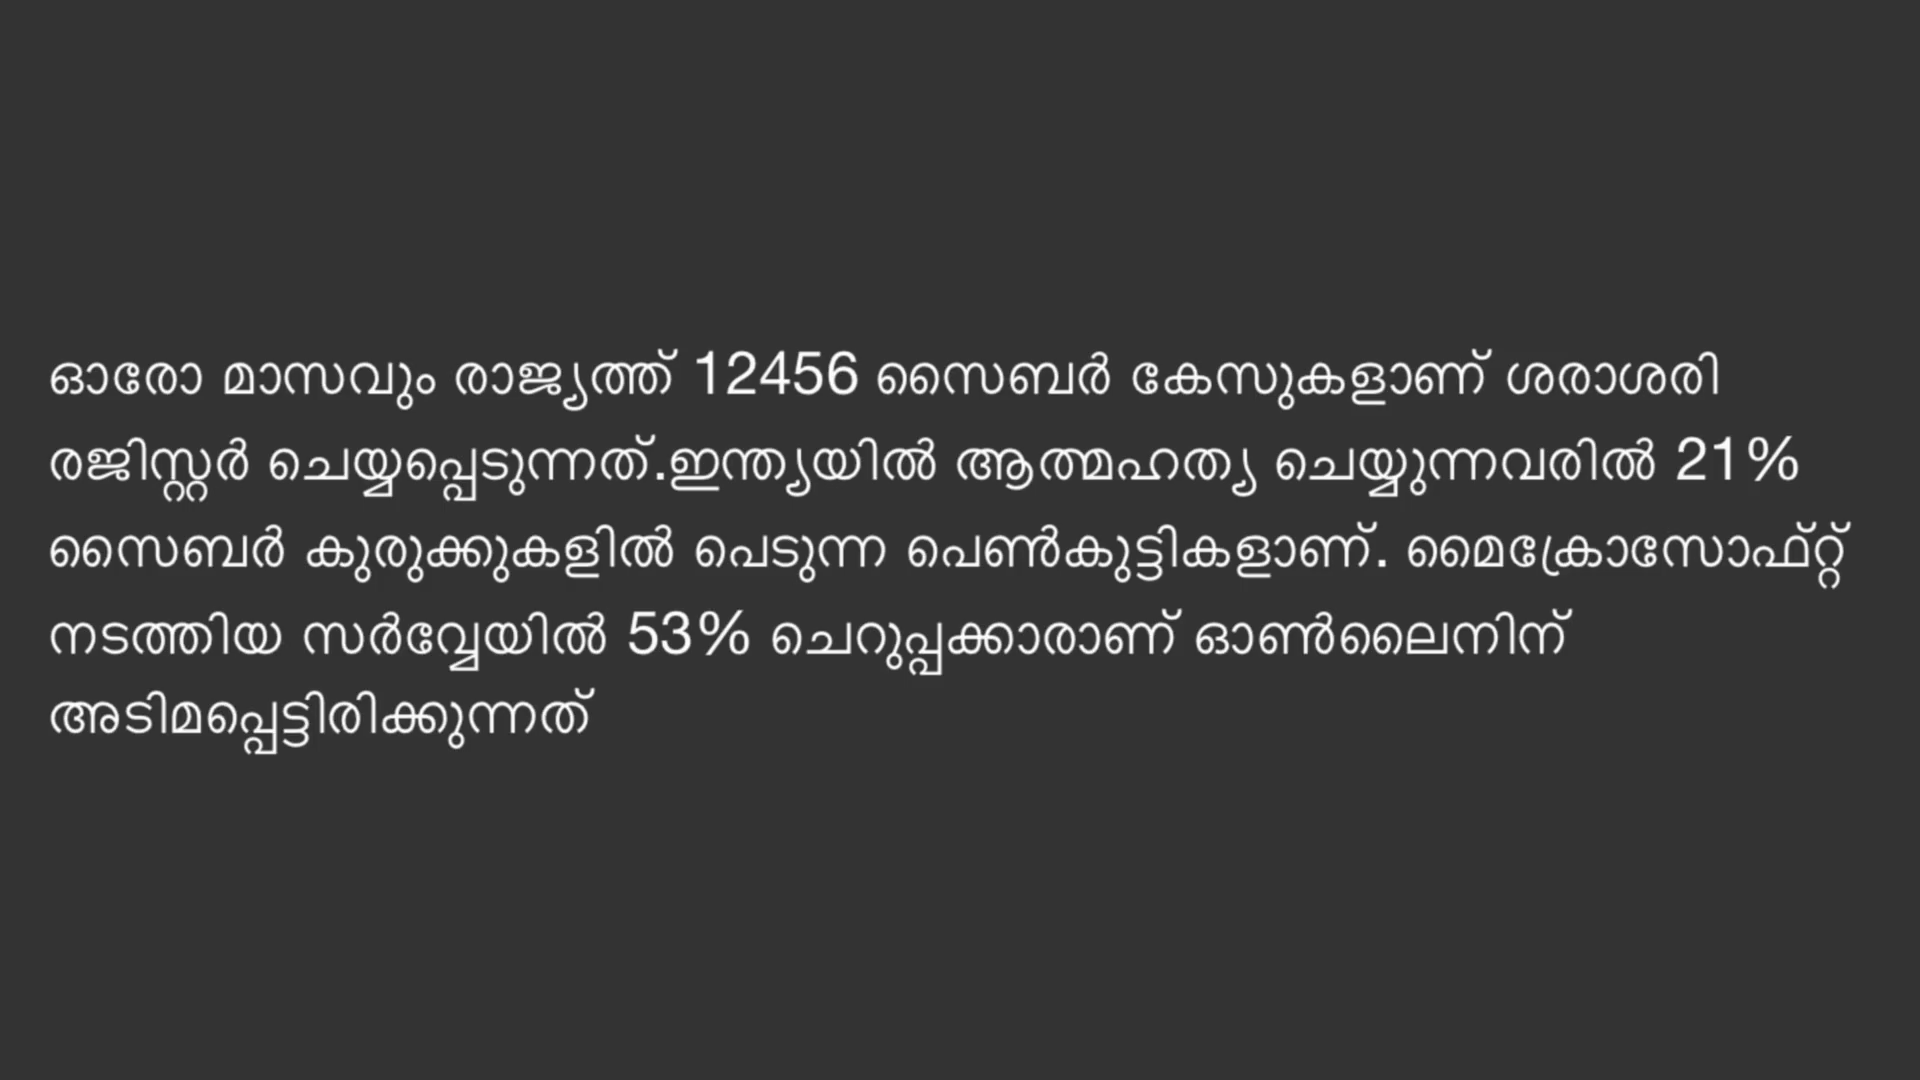 ഓരോ മാസവും രാജ്യത്ത് 12456 സൈബർ കേസുകളാണ് ശരാശരി
രജിസ്റ്റർ ചെയ്യപ്പെടുന്നത്.ഇന്ത്യയിൽ ആത്മഹത്യ ചെയ്യുന്നവരിൽ 21%
സൈബർ കുരുക്കുകളിൽ പെടുന്ന പെൺകുട്ടികളാണ്. മൈക്രോസോഫ്റ്റ്
നടത്തിയ സർവ്വേയിൽ 53% ചെറുപ്പക്കാരാണ് ഓൺലൈനിന്
അടിമപ്പെട്ടിരിക്കുന്നത്